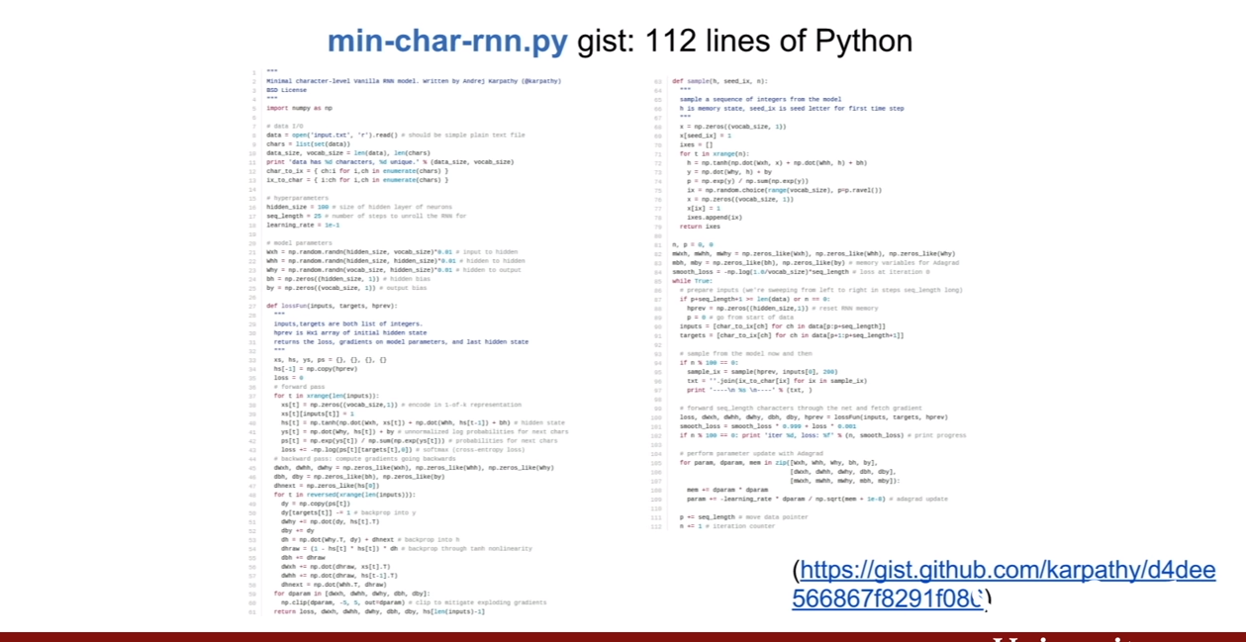 min-char-rnn.py gist: 112 lines of Python
1 """
2 Minimal character-level Vanilla RNN model. Written by Andrej Karpathy (@karpathy)
3 BSD License
4 """
5 import numpy as np
6
7 # data I/O
8 data = open('input.txt', 'r').read() # should be simple plain text file
9 chars = list(set(data))
10 data_size, vocab_size = len(data), len(chars)
11 print 'data has %d characters, %d unique.' % (data_size, vocab_size)
12 char_to_ix = { ch:i for i,ch in enumerate(chars) }
13 ix_to_char = { i:ch for i,ch in enumerate(chars) }
14
15 # hyperparameters
16 hidden_size = 100 # size of hidden layer of neurons
17 seq_length = 25 # number of steps to unroll the RNN for
18 learning_rate = 1e-1
19
20 # model parameters
21 Wxh = np.random.randn(hidden_size, vocab_size)*0.01 # input to hidden
22 Whh = np.random.randn(hidden_size, hidden_size)*0.01 # hidden to hidden
23 Why = np.random.randn(vocab_size, hidden_size)*0.01 # hidden to output
24 bh = np.zeros((hidden_size, 1)) # hidden bias
25 by = np.zeros((vocab_size, 1)) # output bias
26
27 def lossFun(inputs, targets, hprev):
28 """
29 inputs,targets are both list of integers.
30 hprev is Hx1 array of initial hidden state
31 returns the loss, gradients on model parameters, and last hidden state
32 """
33 xs, hs, ys, ps = {}, {}, {}, {}
34 hs[-1] = np.copy(hprev)
35 loss = 0
36 # forward pass
37 for t in xrange(len(inputs)):
38 xs[t] = np.zeros((vocab_size,1)) # encode in 1-of-k representation
39 xs[t][inputs[t]] = 1
40 hs[t] = np.tanh(np.dot(Wxh, xs[t]) + np.dot(Whh, hs[t-1]) + bh) # hidden state
41 ys[t] = np.dot(Why, hs[t]) + by # unnormalized log probabilities for next chars
42 ps[t] = np.exp(ys[t]) / np.sum(np.exp(ys[t])) # probabilities for next chars
43 loss += -np.log(ps[t][targets[t],0]) # softmax (cross-entropy loss)
44 # backward pass: compute gradients going backwards
45 dWxh, dWhh, dWhy = np.zeros_like(Wxh), np.zeros_like(Whh), np.zeros_like(Why)
46 dbh, dby = np.zeros_like(bh), np.zeros_like(by)
47 dhnext = np.zeros_like(hs[0])
48 for t in reversed(xrange(len(inputs))):
49 dy = np.copy(ps[t])
50 dy[targets[t]] -= 1 # backprop into y
51 dWhy += np.dot(dy, hs[t].T)
52 dby += dy
53 dh = np.dot(Why.T, dy) + dhnext # backprop into h
54 dhraw = (1 - hs[t] * hs[t]) * dh # backprop through tanh nonlinearity
55 dbh += dhraw
56 dWxh += np.dot(dhraw, xs[t].T)
57 dWhh += np.dot(dhraw, hs[t-1].T)
58 dhnext = np.dot(Whh.T, dhraw)
59 for dparam in [dWxh, dWhh, dWhy, dbh, dby]:
60 np.clip(dparam, -5, 5, out=dparam) # clip to mitigate exploding gradients
61 return loss, dWxh, dWhh, dWhy, dbh, dby, hs[len(inputs)-1]
63 def sample(h, seed_ix, n):
64 """
65 sample a sequence of integers from the model
66 h is memory state, seed_ix is seed letter for first time step
67 """
68 x = np.zeros((vocab_size, 1))
69 x[seed_ix] = 1
70 ixes = []
71 for t in xrange(n):
72 h = np.tanh(np.dot(Wxh, x) + np.dot(Whh, h) + bh)
73 y = np.dot(Why, h) + by
74 p = np.exp(y) / np.sum(np.exp(y))
75 ix = np.random.choice(range(vocab_size), p=p.ravel())
76 x = np.zeros((vocab_size, 1))
77 x[ix] = 1
78 ixes.append(ix)
79 return ixes
80
81 n, p = 0, 0
82 mWxh, mWhh, mWhy = np.zeros_like(Wxh), np.zeros_like(Whh), np.zeros_like(Why)
83 mbh, mby = np.zeros_like(bh), np.zeros_like(by) # memory variables for Adagrad
84 smooth_loss = -np.log(1.0/vocab_size)*seq_length # loss at iteration 0
85 while True:
86 # prepare inputs (we're sweeping from left to right in steps seq_length long)
87 if p+seq_length+1 >= len(data) or n == 0:
88 hprev = np.zeros((hidden_size,1)) # reset RNN memory
89 p = 0 # go from start of data
90 inputs = [char_to_ix[ch] for ch in data[p:p+seq_length]]
91 targets = [char_to_ix[ch] for ch in data[p+1:p+seq_length+1]]
92
93 # sample from the model now and then
94 if n % 100 == 0:
95 sample_ix = sample(hprev, inputs[0], 200)
96 txt = ''.join(ix_to_char[ix] for ix in sample_ix)
97 print '----\n %s \n----' % (txt, )
98
99 # forward seq_length characters through the net and fetch gradient
100 loss, dWxh, dWhh, dWhy, dbh, dby, hprev = lossFun(inputs, targets, hprev)
101 smooth_loss = smooth_loss * 0.999 + loss * 0.001
102 if n % 100 == 0: print 'iter %d, loss: %f' % (n, smooth_loss) # print progress
103
104 # perform parameter update with Adagrad
105 for param, dparam, mem in zip([Wxh, Whh, Why, bh, by],
106 [dWxh, dWhh, dWhy, dbh, dby],
107 [mWxh, mWhh, mWhy, mbh, mby]):
108 mem += dparam * dparam
109 param += -learning_rate * dparam / np.sqrt(mem + 1e-8) # adagrad update
110
111 p += seq_length # move data pointer
112 n += 1 # iteration counter
(https://gist.github.com/karpathy/d4dee
566867f8291f086)